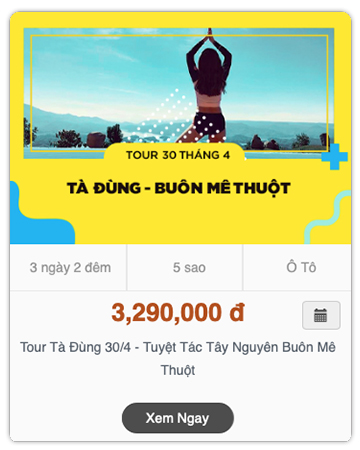 TOUR 30 THÁNG 4
TÀ ĐÙNG - BUÔN MÊ THUỘT
3 ngày 2 đêm
5 sao
Ô Tô
3,290,000 đ
Tour Tà Đùng 30/4 - Tuyệt Tác Tây Nguyên Buôn Mê
Thuột
Xem Ngay